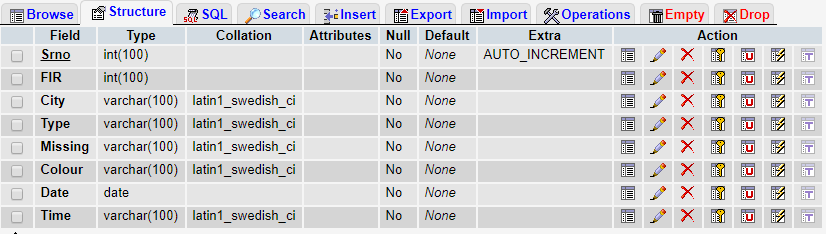 Browse Structure SQL Search Insert Export Import Operations Empty Drop
Field Type Collation Attributes Null Default Extra Action
Srno int(100) No None AUTO_INCREMENT
FIR int(100) No None
City varchar(100) latin1_swedish_ci No None
Type varchar(100) latin1_swedish_ci No None
Missing varchar(100) latin1_swedish_ci No None
Colour varchar(100) latin1_swedish_ci No None
Date date No None
Time varchar(100) latin1_swedish_ci No None